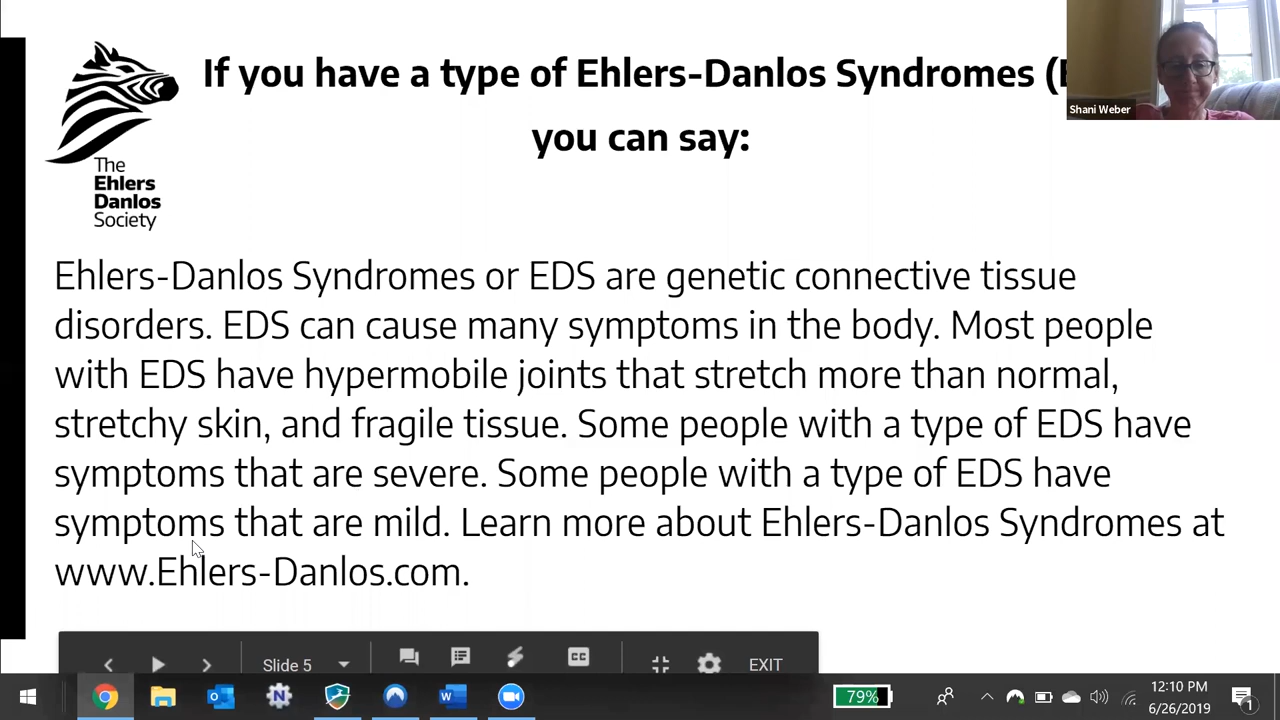 If you have a type of Ehlers-Danlos Syndromes (
you can say:
Shani Weber
The
Ehlers
Danlos
Society
Ehlers-Danlos Syndromes or EDS are genetic connective tissue
disorders. EDS can cause many symptoms in the body. Most people
with EDS have hypermobile joints that stretch more than normal,
stretchy skin, and fragile tissue. Some people with a type of EDS have
symptoms that are severe. Some people with a type of EDS have
symptoms that are mild. Learn more about Ehlers-Danlos Syndromes at
www.Ehlers-Danlos.com.
Slide 5
CC
EXIT
79%
12:10 PM
6/26/2019
1